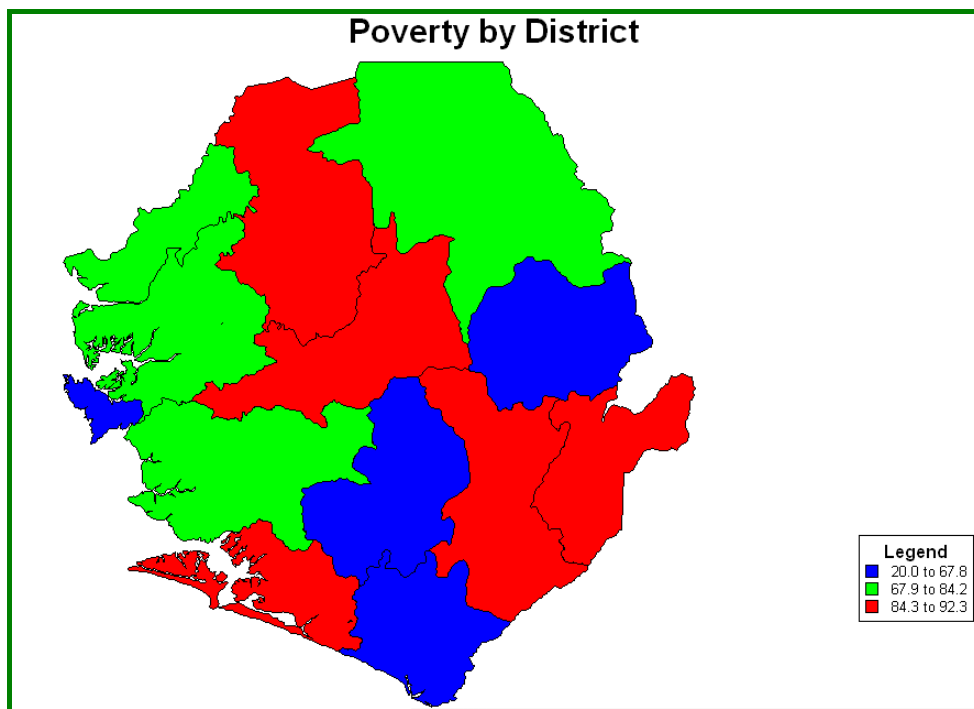 Poverty by District
Legend
20.0 to 67.8
67.9 to 84.2
84.3 to 92.3